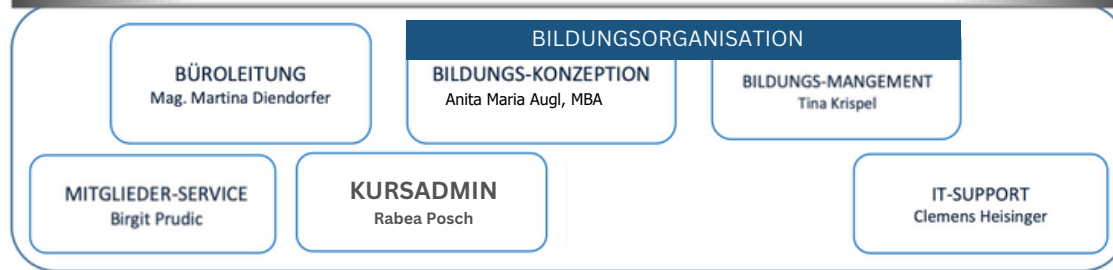 BILDUNGSORGANISATION
BÜROLEITUNG
Mag. Martina Diendorfer
BILDUNGS-KONZEPTION
Anita Maria Augl, MBA
BILDUNGS-MANGEMENT
Tina Krispel
MITGLIEDER-SERVICE
Birgit Prudic
KURSADMIN
Rabea Posch
IT-SUPPORT
Clemens Heisinger